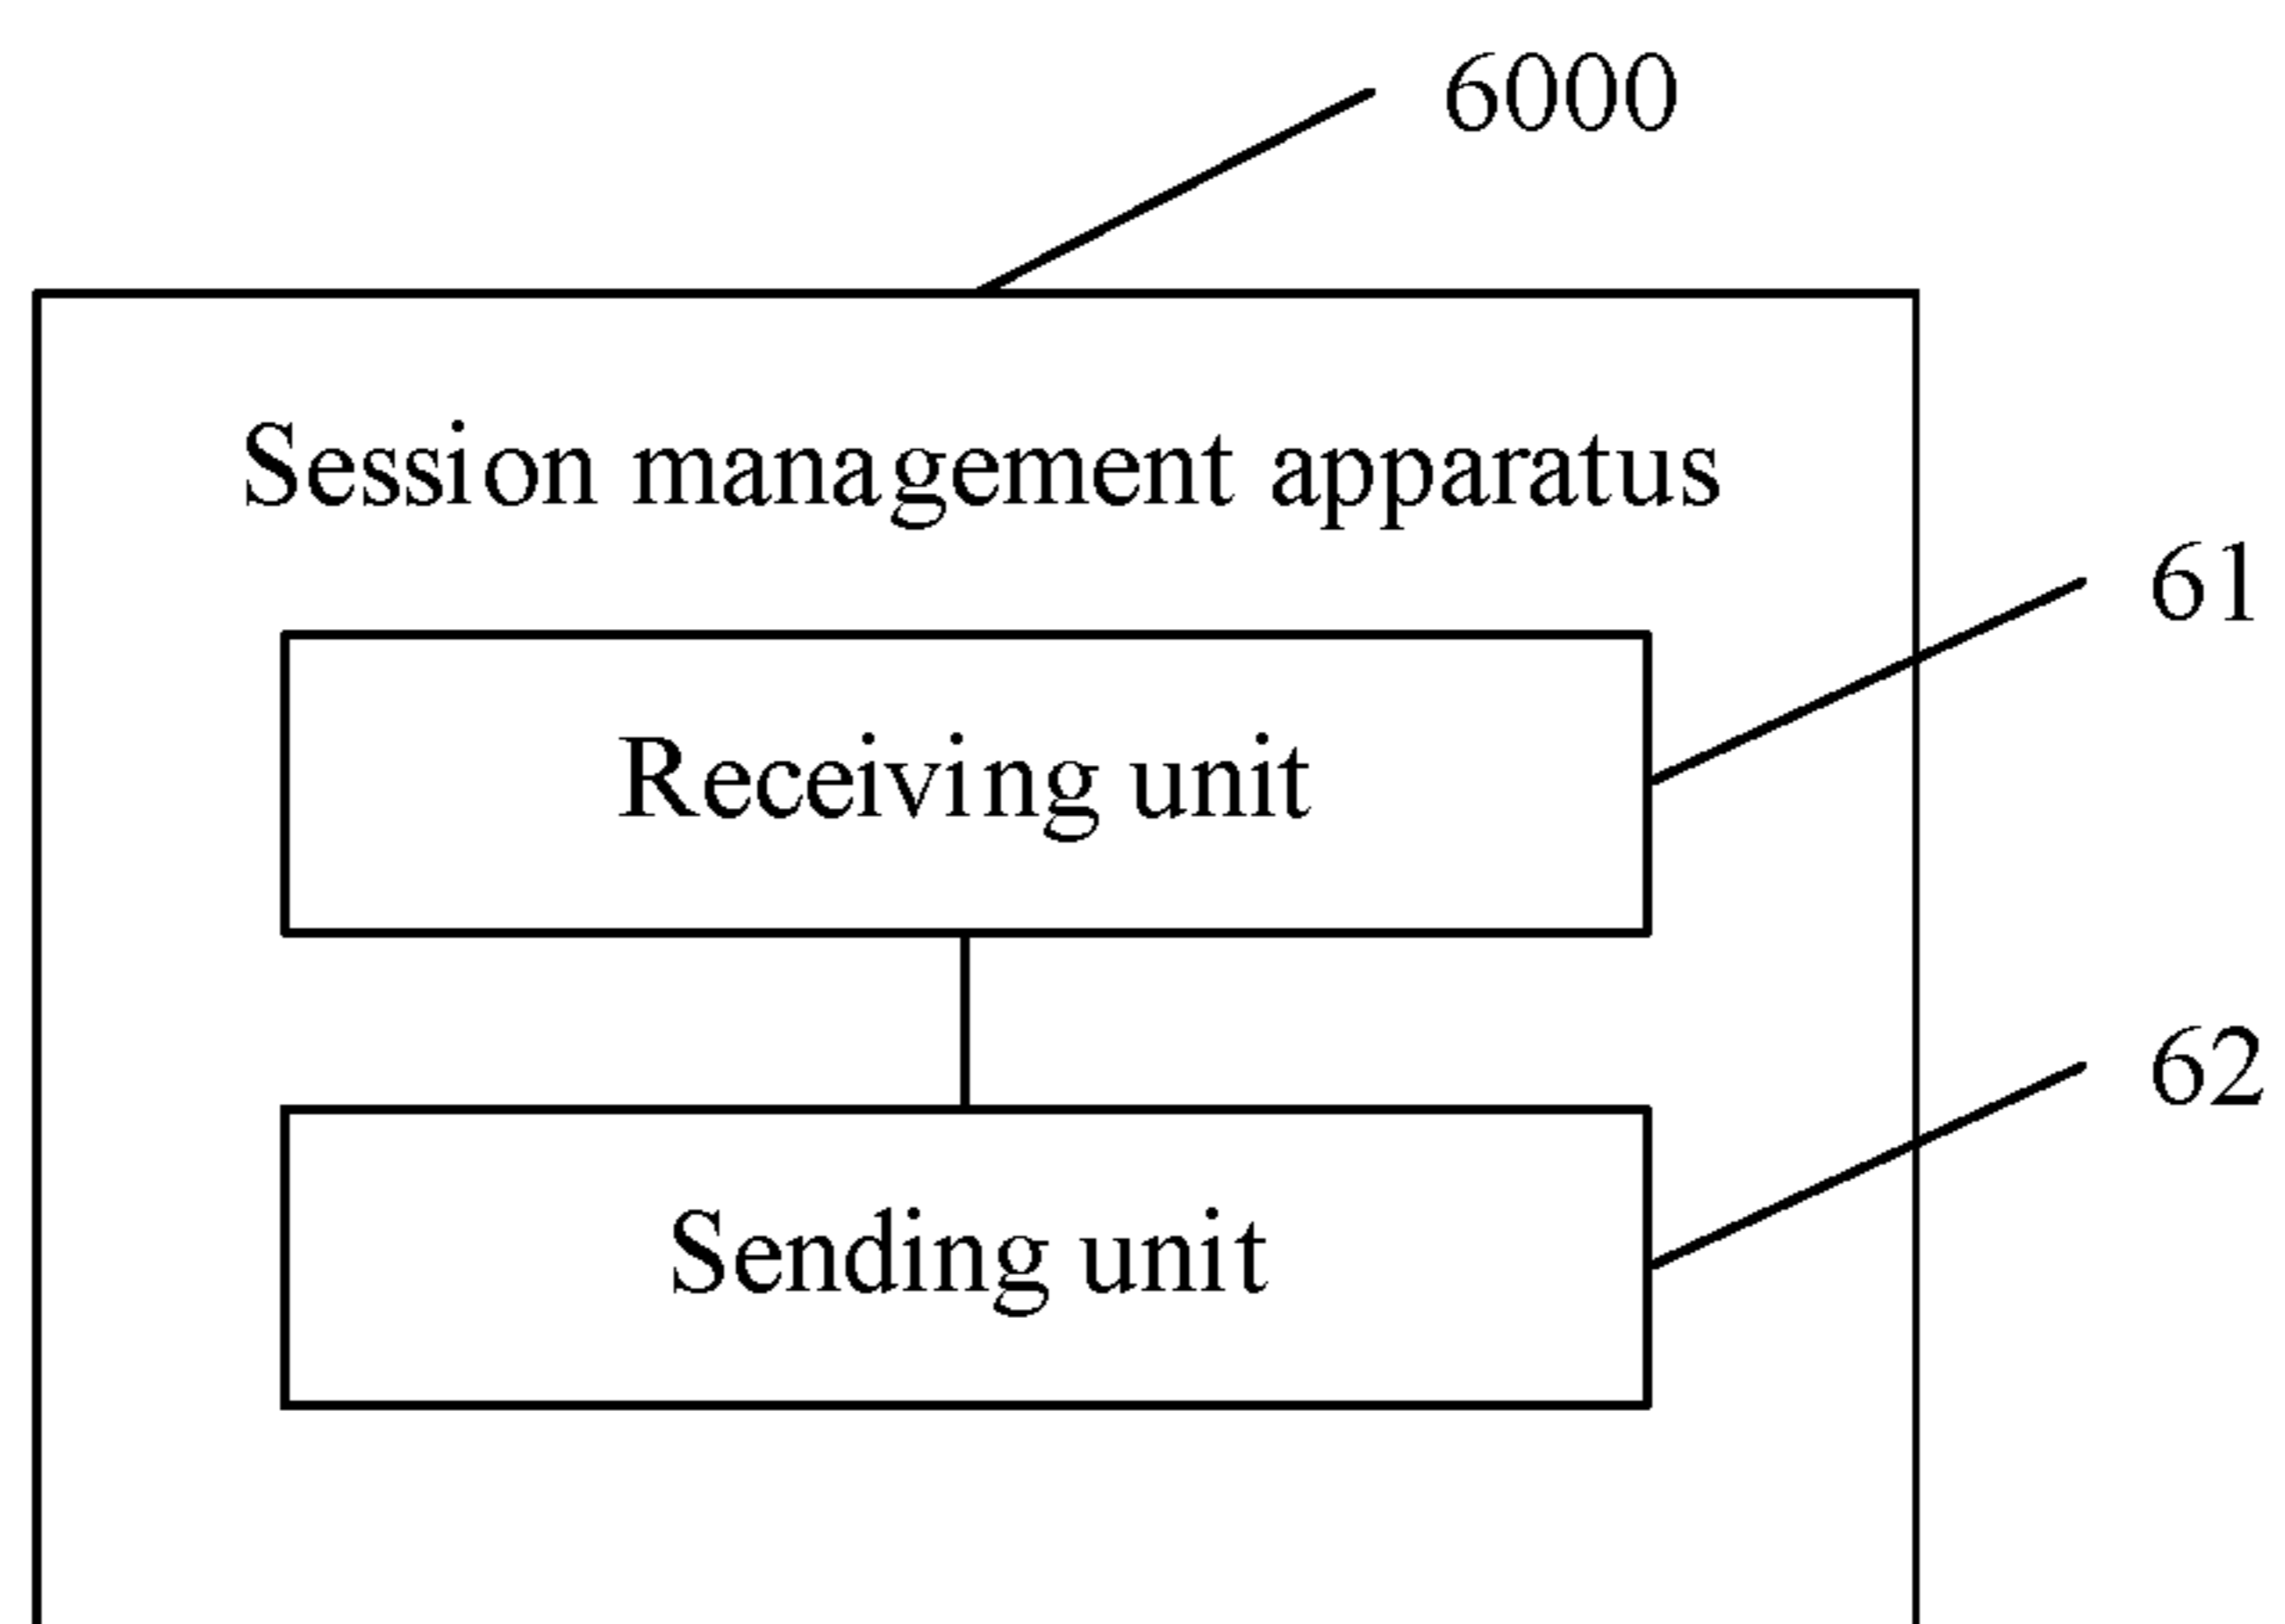 6000
Session management apparatus
61
Receiving unit
62
Sending unit